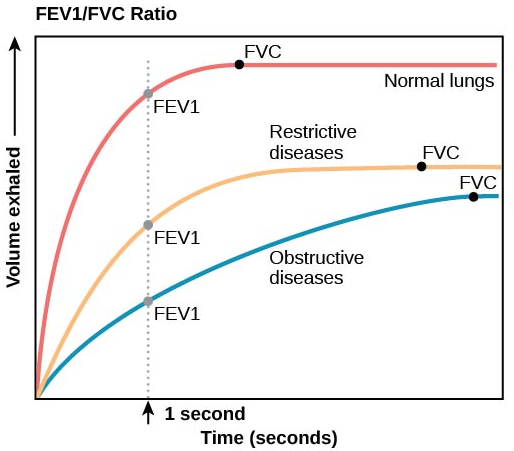 FEV1/FVC Ratio
FVC
Normal lungs
FEV1
Restrictive
diseases
FVC
FVC
FEV1
Obstructive
diseases
FEV1
Volume exhaled
1 second
Time (seconds)